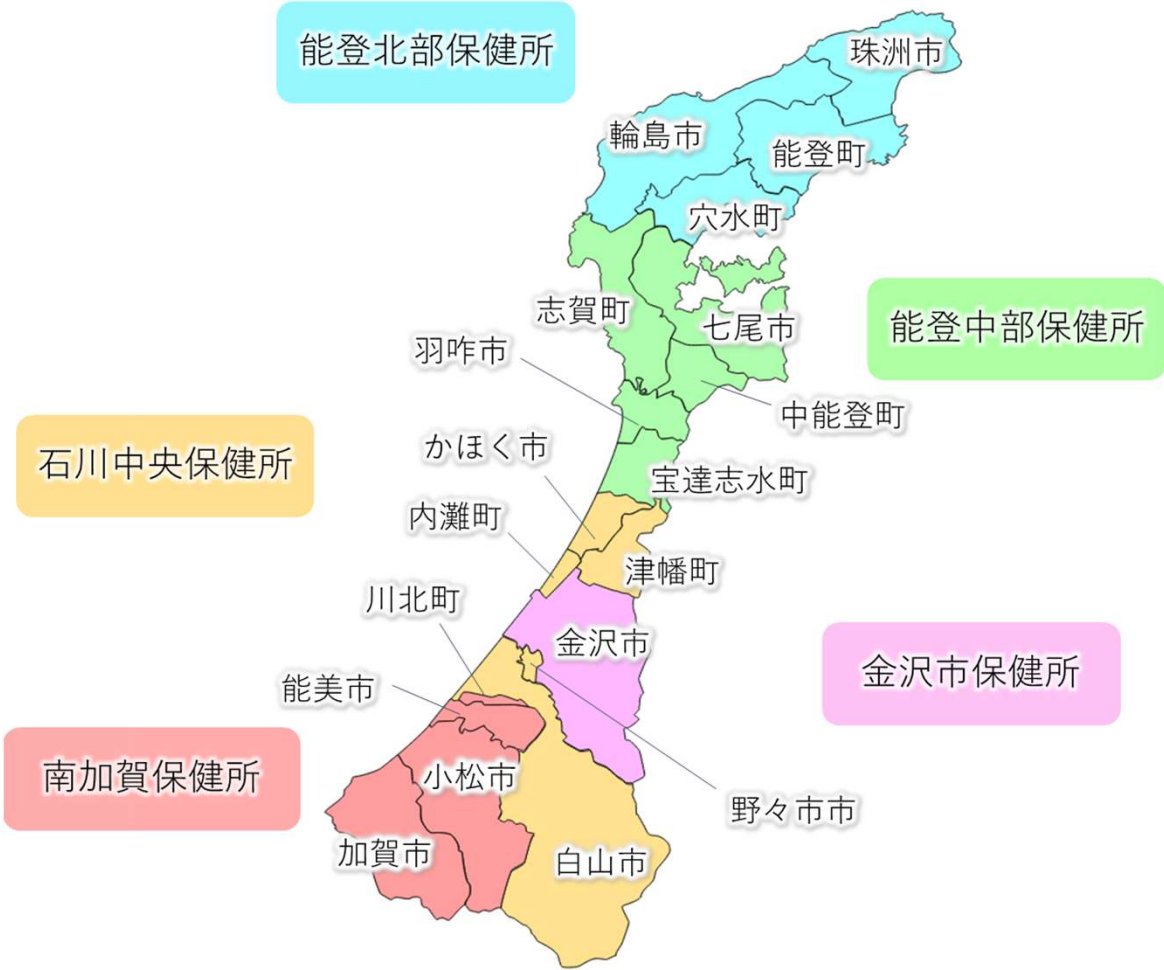 能登北部保健所
珠洲市
輪島市
能登町
穴水町
志賀町
七尾市
能登中部保健所
羽咋市
中能登町
かほく市
石川中央保健所
宝達志水町
内灘町
津幡町
川北町
金沢市
金沢市保健所
能美市
南加賀保健所
小松市
野々市市
加賀市
白山市